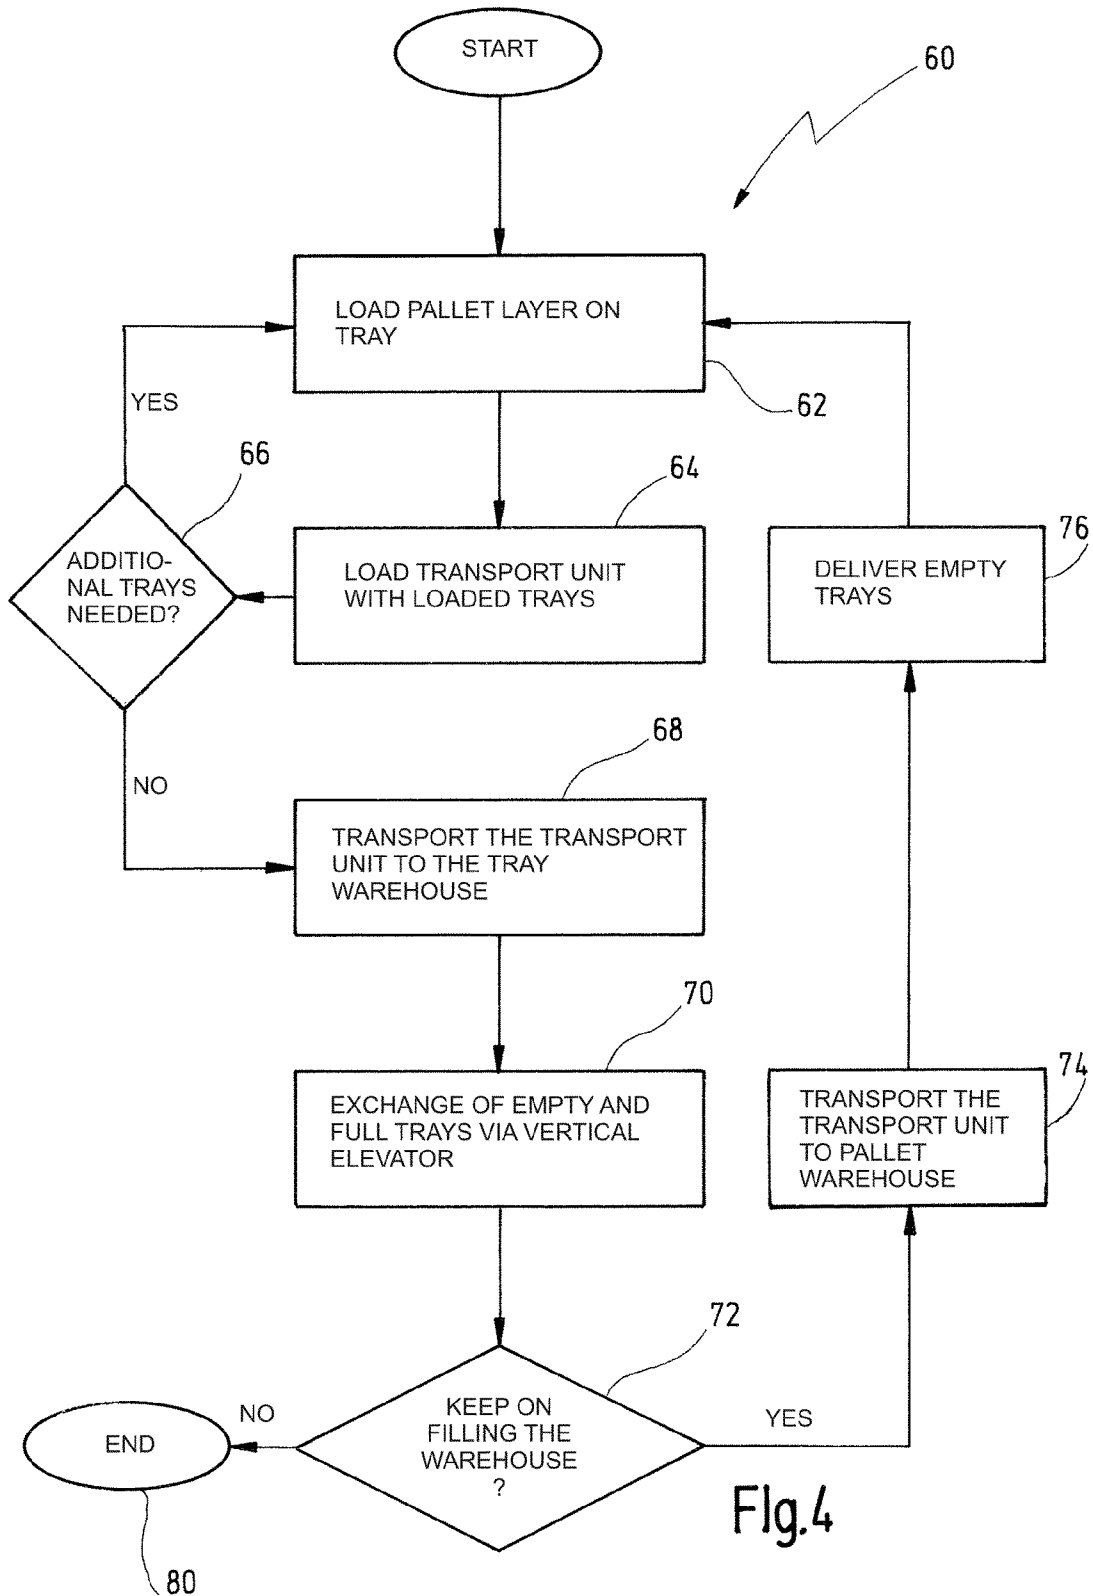 START
60
LOAD PALLET LAYER ON
TRAY
62
YES
66
64
ADDITIO-
NAL TRAYS
NEEDED?
LOAD TRANSPORT UNIT
WITH LOADED TRAYS
76
DELIVER EMPTY
TRAYS
NO
68
TRANSPORT THE TRANSPORT
UNIT TO THE TRAY
WAREHOUSE
70
EXCHANGE OF EMPTY AND
FULL TRAYS VIA VERTICAL
ELEVATOR
74
TRANSPORT THE
TRANSPORT UNIT
TO PALLET
WAREHOUSE
72
KEEP ON
FILLING THE
WAREHOUSE
?
NO
YES
END
80
FIg.4